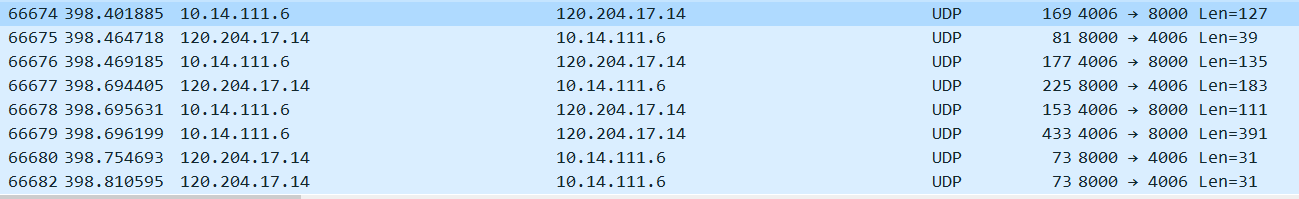 66674 398.401885 10.14.111.6 120.204.17.14 UDP 169 4006 → 8000 Len=127
66675 398.464718 120.204.17.14 10.14.111.6 UDP 81 8000 → 4006 Len=39
66676 398.469185 10.14.111.6 120.204.17.14 UDP 177 4006 → 8000 Len=135
66677 398.694405 120.204.17.14 10.14.111.6 UDP 225 8000 → 4006 Len=183
66678 398.695631 10.14.111.6 120.204.17.14 UDP 153 4006 → 8000 Len=111
66679 398.696199 10.14.111.6 120.204.17.14 UDP 433 4006 → 8000 Len=391
66680 398.754693 120.204.17.14 10.14.111.6 UDP 73 8000 → 4006 Len=31
66682 398.810595 120.204.17.14 10.14.111.6 UDP 73 8000 → 4006 Len=31